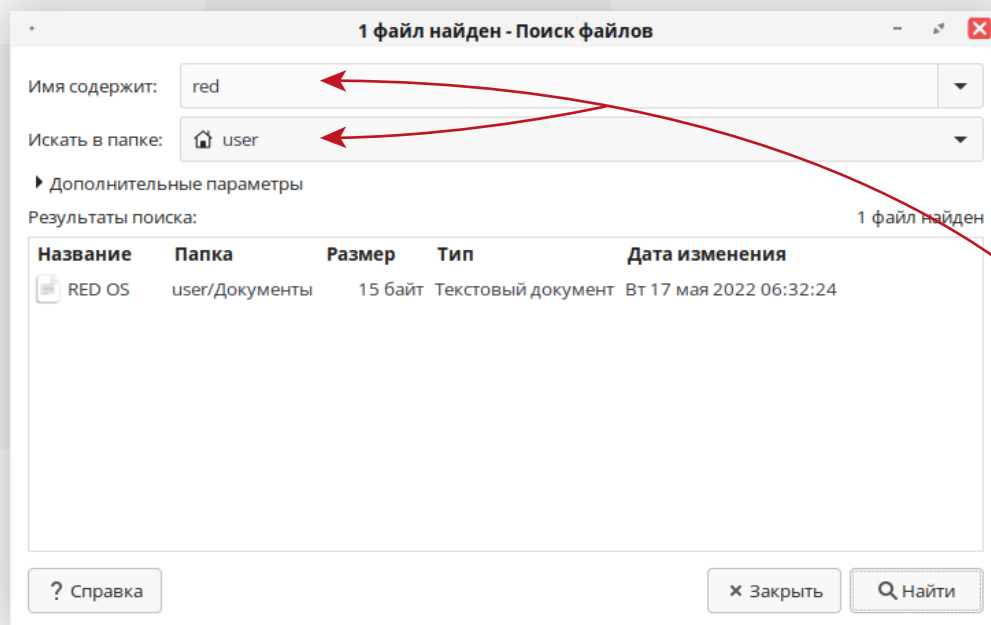 1 файл найден - Поиск файлов
Имя содержит: red
Искать в папке: user
Дополнительные параметры
Результаты поиска: 1 файл найден
Название Папка Размер Тип Дата изменения
RED OS user/Документы 15 байт Текстовый документ Вт 17 мая 2022 06:32:24
? Справка × Закрыть Найти